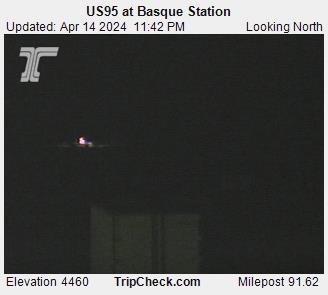 US95 at Basque Station
Updated: Apr 14 2024 11:42 PM Looking North
Elevation 4460 TripCheck.com Milepost 91.62